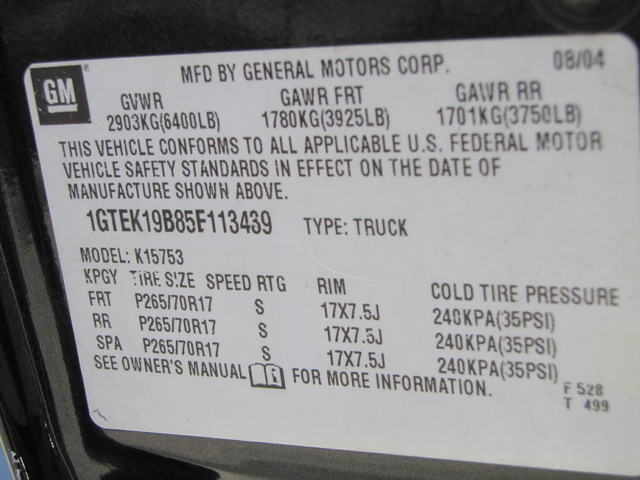 GM ®
MFD BY GENERAL MOTORS CORP. 08/04
GVWR GAWR FRT GAWR RR
2903KG(6400LB) 1780KG(3925LB) 1701KG(3750LB)
THIS VEHICLE CONFORMS TO ALL APPLICABLE U.S. FEDERAL MOTOR
VEHICLE SAFETY STANDARDS IN EFFECT ON THE DATE OF
MANUFACTURE SHOWN ABOVE.
1GTEK19B85E113439 TYPE: TRUCK
MODEL: K15753
KPGY TIRE SIZE SPEED RTG RIM COLD TIRE PRESSURE
FRT P265/70R17 S 17X7.5J 240KPA(35PSI)
RR P265/70R17 S 17X7.5J 240KPA(35PSI)
SPA P265/70R17 S 17X7.5J 240KPA(35PSI)
SEE OWNER'S MANUAL FOR MORE INFORMATION.
F 528
T 499